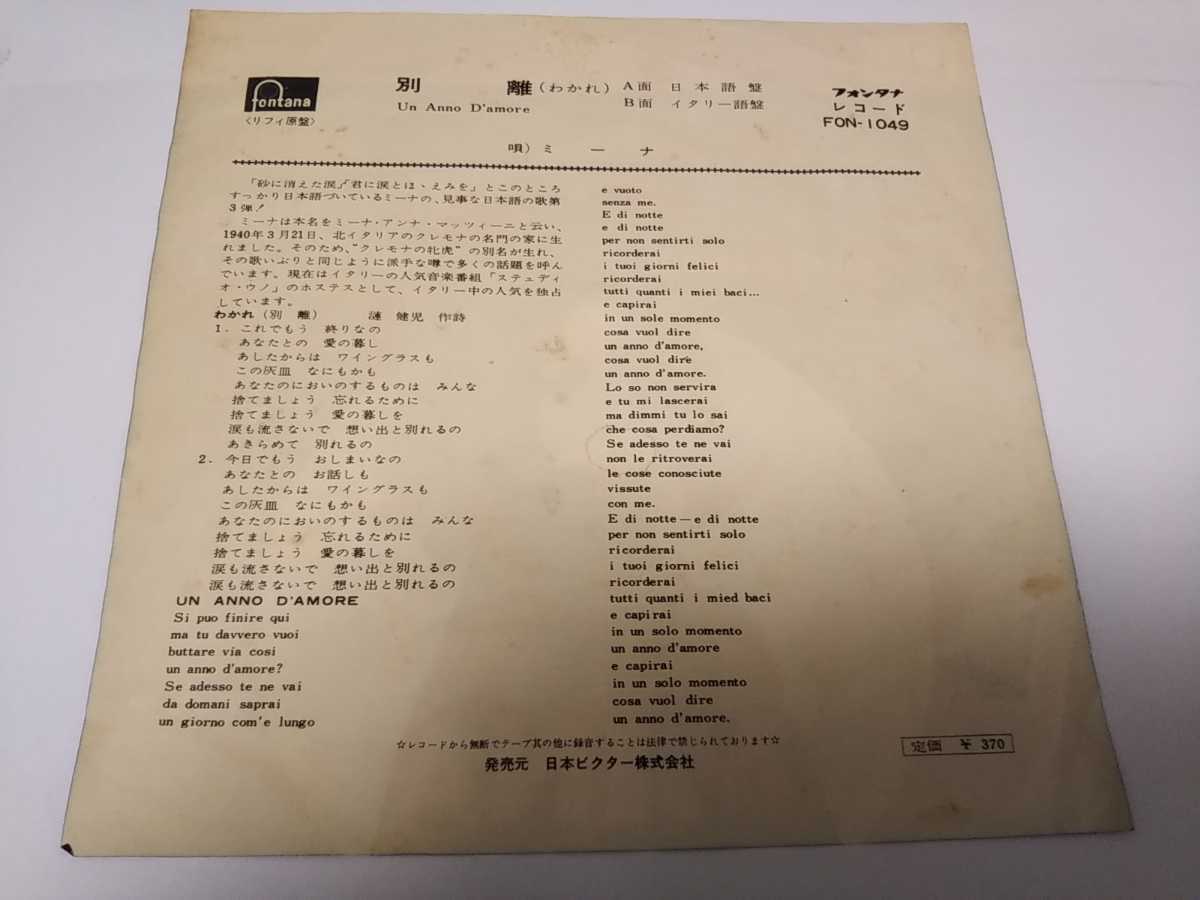 fontana
〈リフィ原盤〉
別離(わかれ)
Un Anno D'amore
A面 日本語盤
B面 イタリー語盤
フォンタナ
レコード
FON-1049
唄)ミーナ
「砂に消えた涙」「君に涙とほゝえみを」とこのところ
すっかり日本語づいているミーナの、見事な日本語の歌第
3弾!
ミーナは本名をミーナ・アンナ・マッツィーニと云い、
1940年3月21日、北イタリアのクレモナの名門の家に生
れました。そのため、“クレモナの牝虎”の別名が生れ、
その歌いぶりと同じように派手な噂で多くの話題を呼ん
でいます。現在はイタリーの人気音楽番組「ステュディ
オ・ウノ」のホステスとして、イタリー中の人気を独占
しています。
わかれ(別 離) 漣 健児 作詩
1. これでもう 終りなの
あなたとの 愛の暮し
あしたからは ワイングラスも
この灰皿 なにもかも
あなたのにおいのするものは みんな
捨てましょう 忘れるために
捨てましょう 愛の暮しを
涙も流さないで 想い出と別れるの
あきらめて 別れるの
2. 今日でもう おしまいなの
あなたとの お話しも
あしたからは ワイングラスも
この灰皿 なにもかも
あなたのにおいのするものは みんな
捨てましょう 忘れるために
捨てましょう 愛の暮しを
涙も流さないで 想い出と別れるの
涙も流さないで 想い出と別れるの
UN ANNO D'AMORE
Si puo finire qui
ma tu davvero vuoi
buttare via cosi
un anno d'amore?
Se adesso te ne vai
da domani saprai
un giorno com'e lungo
e vuoto
senza me.
E di notte
e di notte
per non sentirti solo
ricorderai
i tuoi giorni felici
ricorderai
tutti quanti i miei baci...
e capirai
in un sole momento
cosa vuol dire
un anno d'amore,
cosa vuol dire
un anno d'amore.
Lo so non servira
e tu mi lascerai
ma dimmi tu lo sai
che cosa perdiamo?
Se adesso te ne vai
non le ritroverai
le cose conosciute
vissute
con me.
E di notte—e di notte
per non sentirti solo
ricorderai
i tuoi giorni felici
ricorderai
tutti quanti i mied baci
e capirai
in un solo momento
un anno d'amore
e capirai
in un solo momento
cosa vuol dire
un anno d'amore.
☆レコードから無断でテープ其の他に録音することは法律で禁じられております☆
発売元 日本ビクター株式会社
定価 ¥ 370